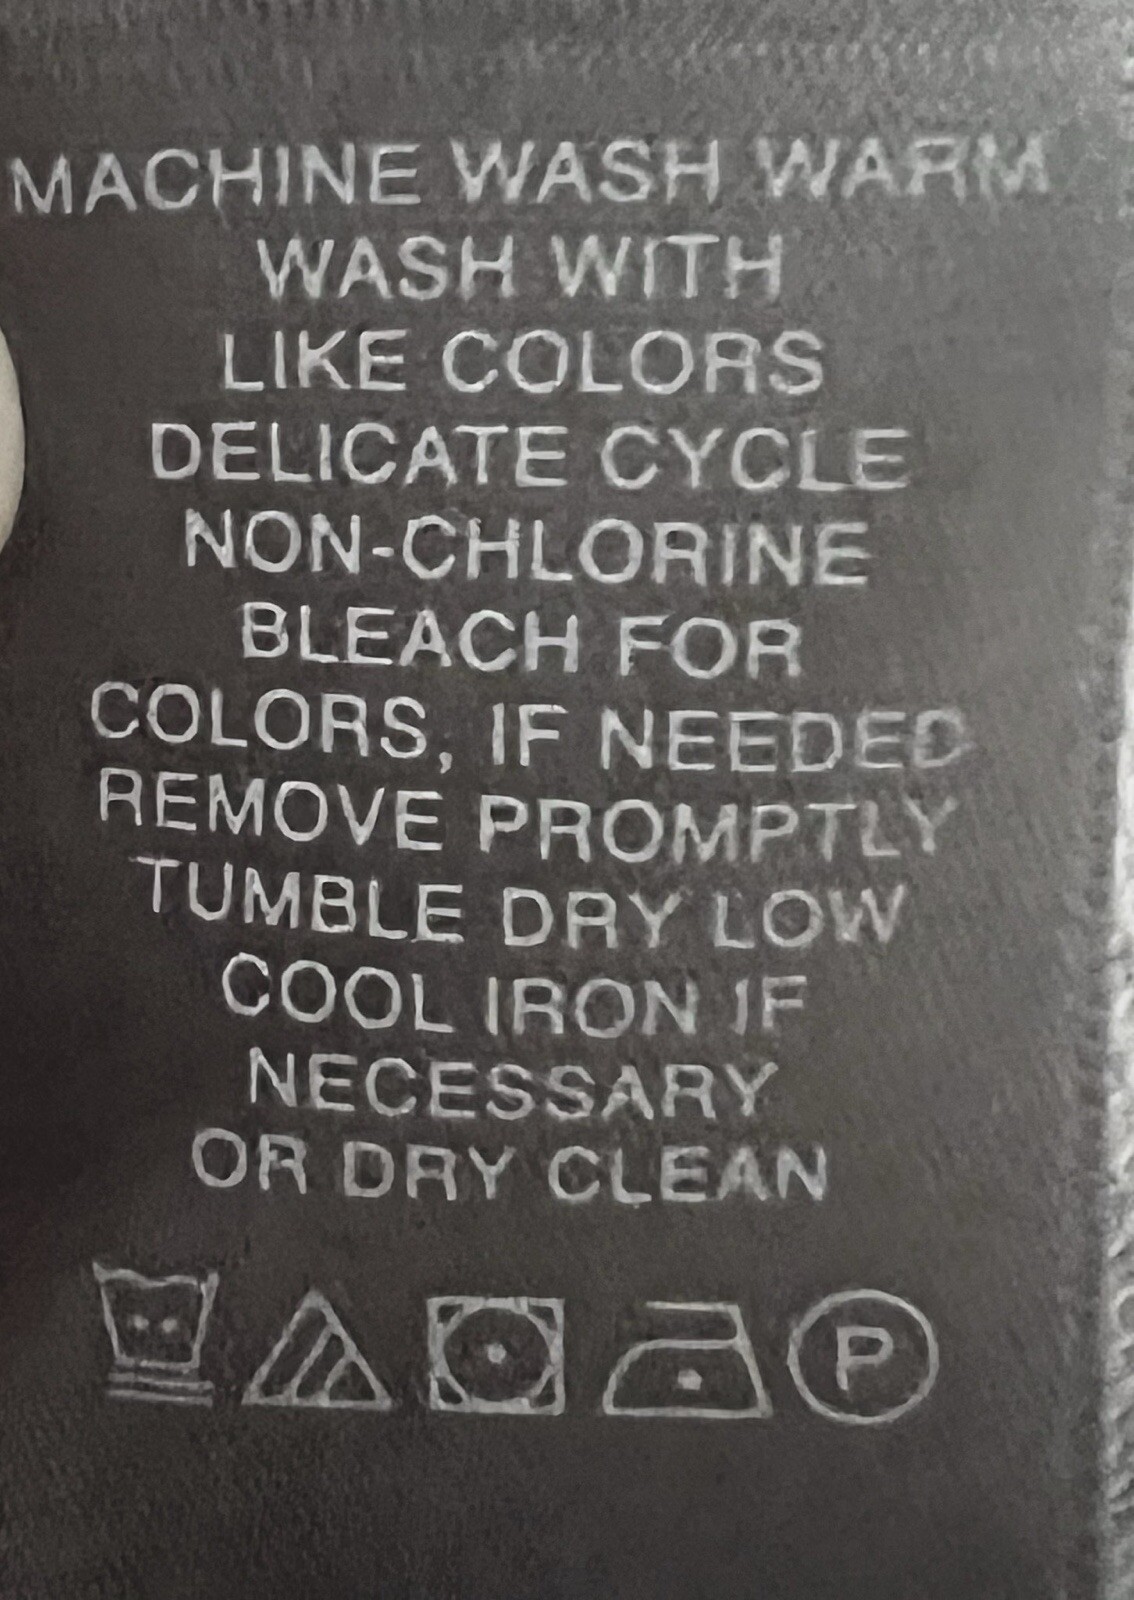 MACHINE WASH WARM
WASH WITH
LIKE COLORS
DELICATE CYCLE
NON-CHLORINE
BLEACH FOR
COLORS, IF NEEDED
REMOVE PROMPTLY
TUMBLE DRY LOW
COOL IRON IF
NECESSARY
OR DRY CLEAN
P